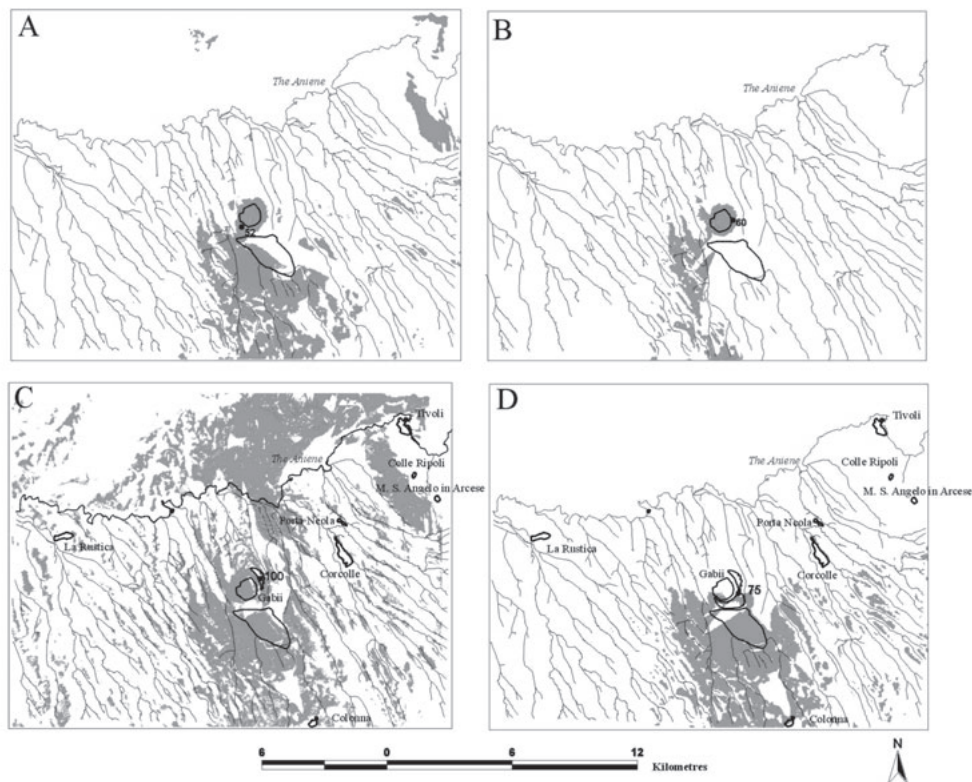 A
The Aniene
52
B
The Aniene
60
C
Tivoli
The Aniene
Colle Ripoli
M. S. Angelo in Arcese
Porta Neola
La Rustica
Corcolle
100
Gabii
Colonna
D
Tivoli
The Aniene
Colle Ripoli
M. S. Angelo in Arcese
Porta Neola
La Rustica
Corcolle
Gabii
75
Colonna
6 0 6 12
Kilometres
N